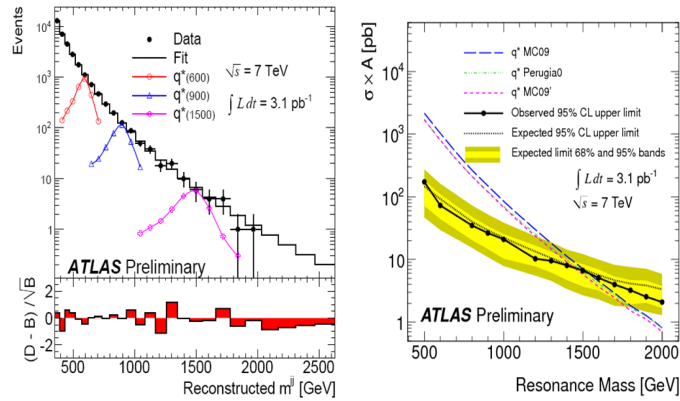 Events
10⁴
10³
10²
10
1
Data
Fit
q*(600)
q*(900)
q*(1500)
√s = 7 TeV
∫ L dt = 3.1 pb⁻¹
ATLAS Preliminary
(D - B) / √B
2
0
-2
500 1000 1500 2000 2500
Reconstructed m^jj [GeV]
σ × A [pb]
10⁴
10³
10²
10
1
q* MC09
q* Perugia0
q* MC09'
Observed 95% CL upper limit
Expected 95% CL upper limit
Expected limit 68% and 95% bands
∫ L dt = 3.1 pb⁻¹
√s = 7 TeV
ATLAS Preliminary
500 1000 1500 2000
Resonance Mass [GeV]